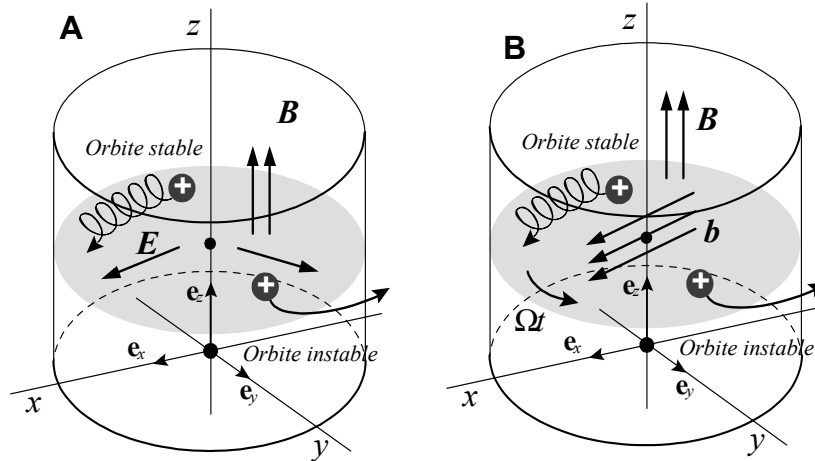 A
z
B
Orbite stable
E
e_z
e_x
Orbite instable
e_y
x
y
B
z
B
Orbite stable
b
e_z
Ωt
e_x
Orbite instable
e_y
x
y